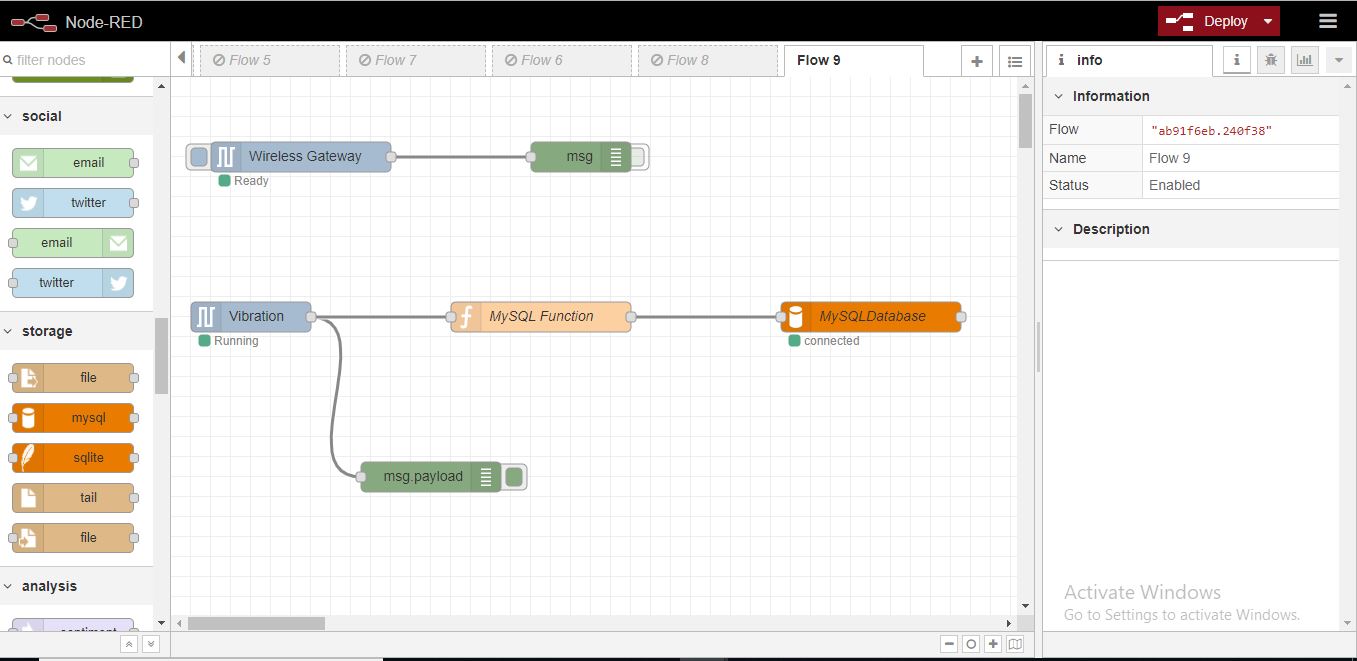 Node-RED
Deploy
filter nodes
Flow 5
Flow 7
Flow 6
Flow 8
Flow 9
i info
i
social
email
twitter
email
twitter
storage
file
mysql
sqlite
tail
file
analysis
sentiment
Wireless Gateway
Ready
msg
Vibration
Running
f MySQL Function
MySQLDatabase
connected
msg.payload
Information
Flow "ab91f6eb.240f38"
Name Flow 9
Status Enabled
Description
Activate Windows
Go to Settings to activate Windows.